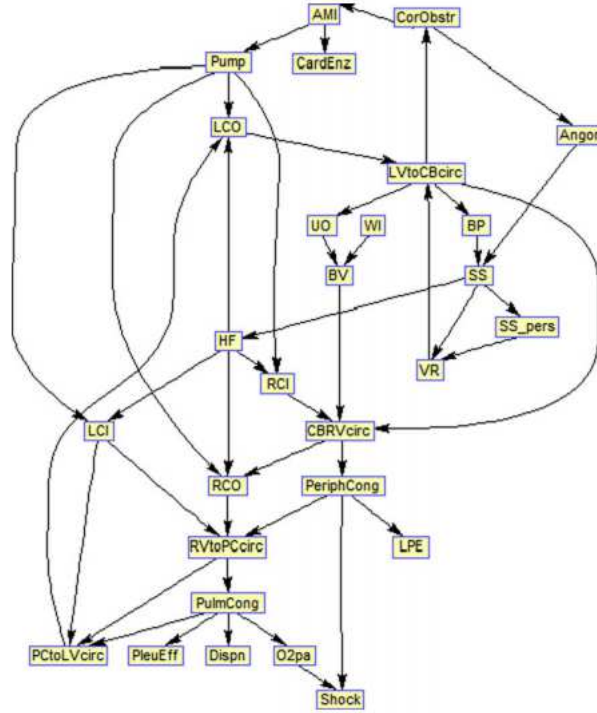 AMI
CorObstr
Pump
CardEnz
LCO
Angor
LVtoCBcirc
UO
WI
BP
BV
SS
SS_pers
HF
VR
RCI
LCI
CBRVcirc
RCO
PeriphCong
RVtoPCcirc
LPE
PulmCong
PCtoLVcirc
PleuEff
Dispn
O2pa
Shock